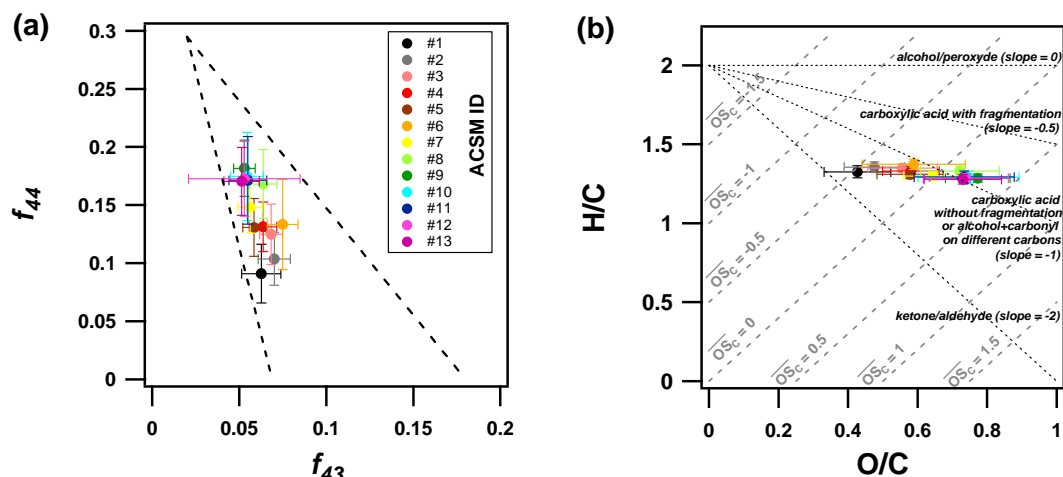 (a)
0.3
0.25
0.2
0.15
0.1
0.05
0
f44
0
0.05
0.1
0.15
0.2
f43
#1
#2
#3
#4
#5
#6
#7
#8
#9
#10
#11
#12
#13
ACSM ID
(b)
2
1.5
1
0.5
0
H/C
0
0.2
0.4
0.6
0.8
1
O/C
alcohol/peroxyde (slope = 0)
carboxylic acid with fragmentation
(slope = -0.5)
carboxylic acid
without fragmentation
or alcohol+carbonyl
on different carbons
(slope = -1)
ketone/aldehyde (slope = -2)
OSC = -1.5
OSC = -1
OSC = -0.5
OSC = 0
OSC = 0.5
OSC = 1
OSC = 1.5